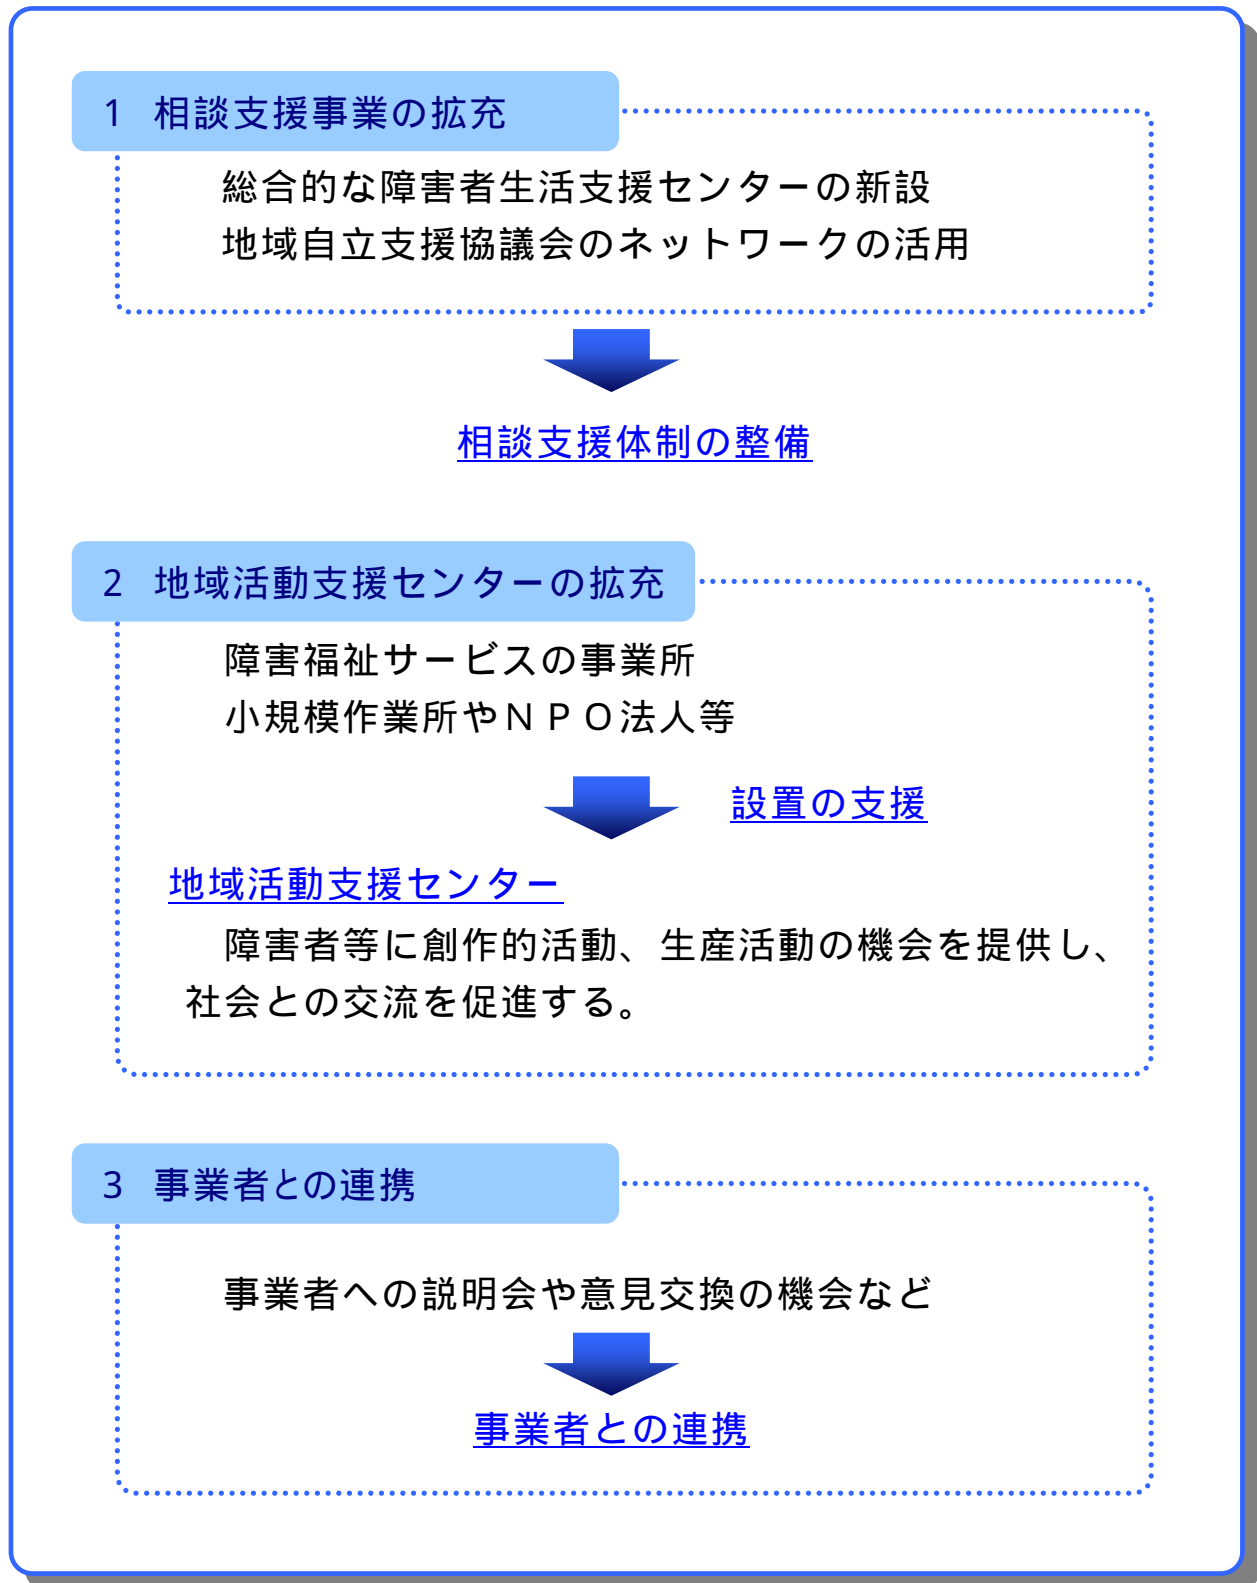 1 相談支援事業の拡充
総合的な障害者生活支援センターの新設
地域自立支援協議会のネットワークの活用
相談支援体制の整備
2 地域活動支援センターの拡充
障害福祉サービスの事業所
小規模作業所やＮＰＯ法人等
設置の支援
地域活動支援センター
障害者等に創作的活動、生産活動の機会を提供し、
社会との交流を促進する。
3 事業者との連携
事業者への説明会や意見交換の機会など
事業者との連携